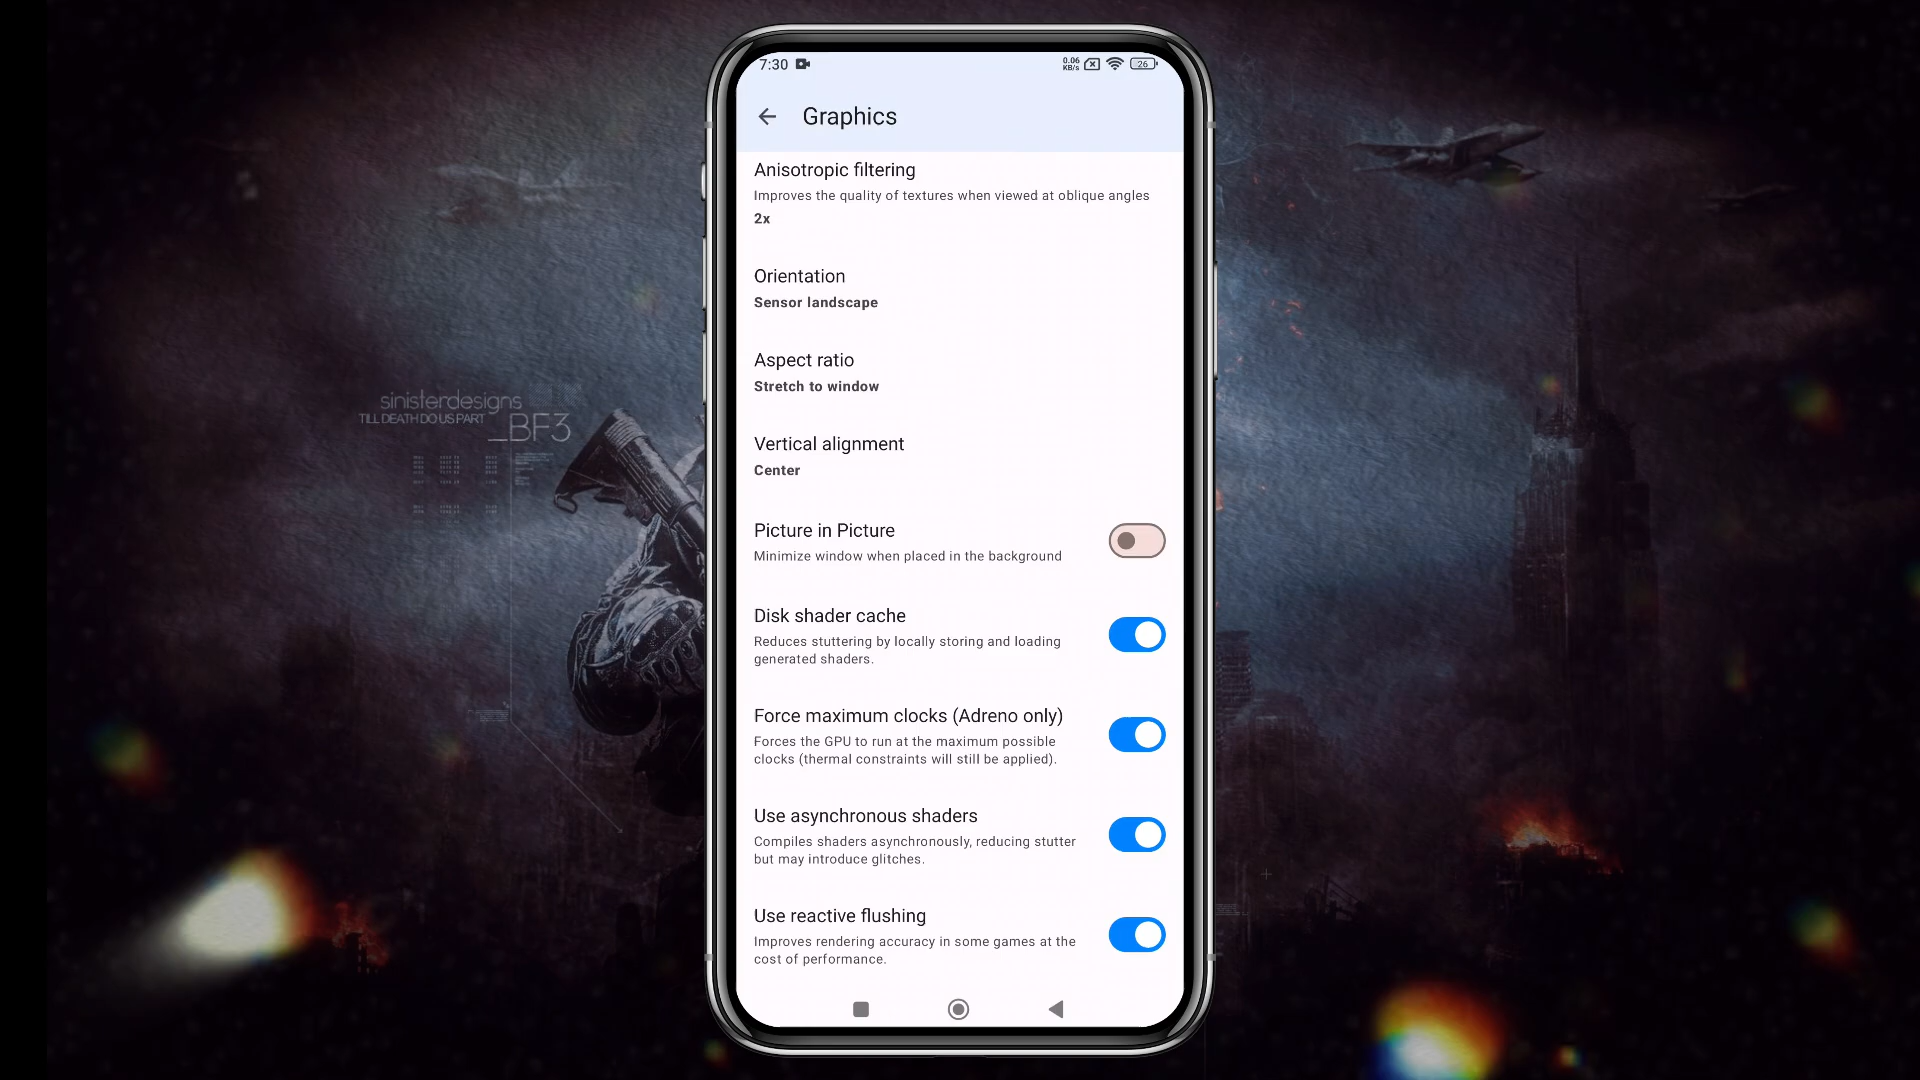 7:30
0.06
KB/s
26
Graphics
Anisotropic filtering
Improves the quality of textures when viewed at oblique angles
2x
Orientation
Sensor landscape
Aspect ratio
Stretch to window
sinisterdesigns
TILL DEATH DO US PART
_BF3
Vertical alignment
Center
Picture in Picture
Minimize window when placed in the background
Disk shader cache
Reduces stuttering by locally storing and loading
generated shaders.
Force maximum clocks (Adreno only)
Forces the GPU to run at the maximum possible
clocks (thermal constraints will still be applied).
Use asynchronous shaders
Compiles shaders asynchronously, reducing stutter
but may introduce glitches.
Use reactive flushing
Improves rendering accuracy in some games at the
cost of performance.